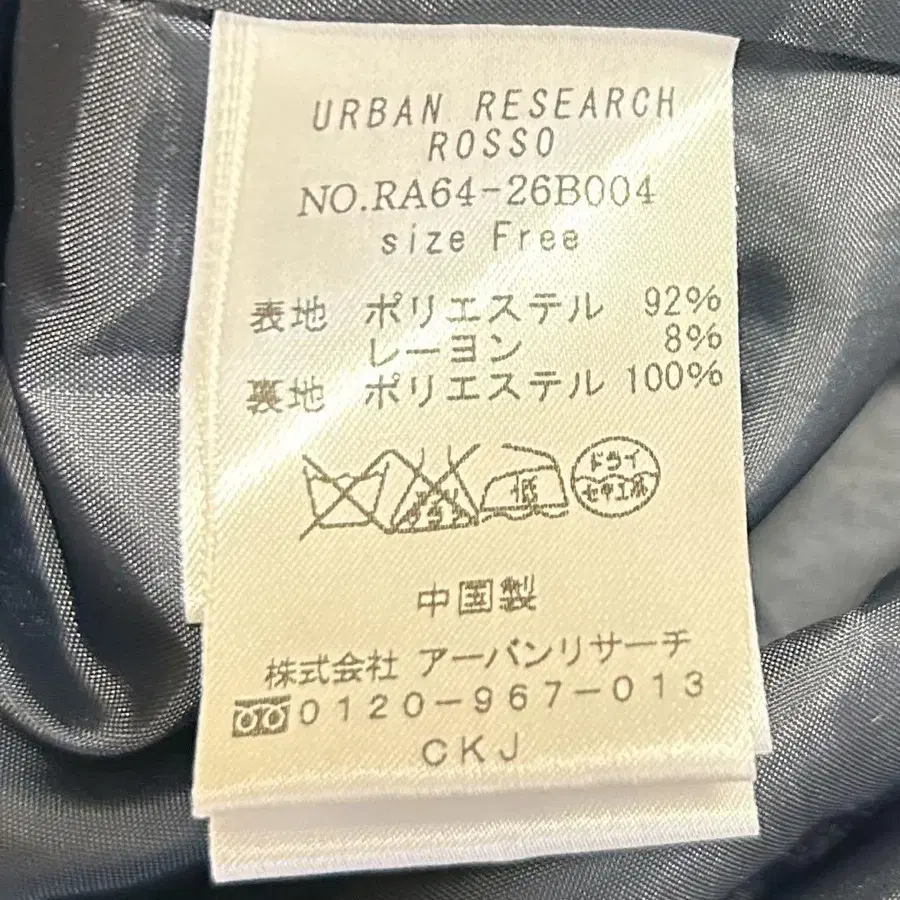 URBAN RESEARCH
ROSSO
NO.RA64-26B004
size Free
表地 ポリエステル 92%
レーヨン 8%
裏地 ポリエステル 100%
低
ドライ
セキユ系
中国製
株式会社 アーバンリサーチ
0120-967-013
CKJ